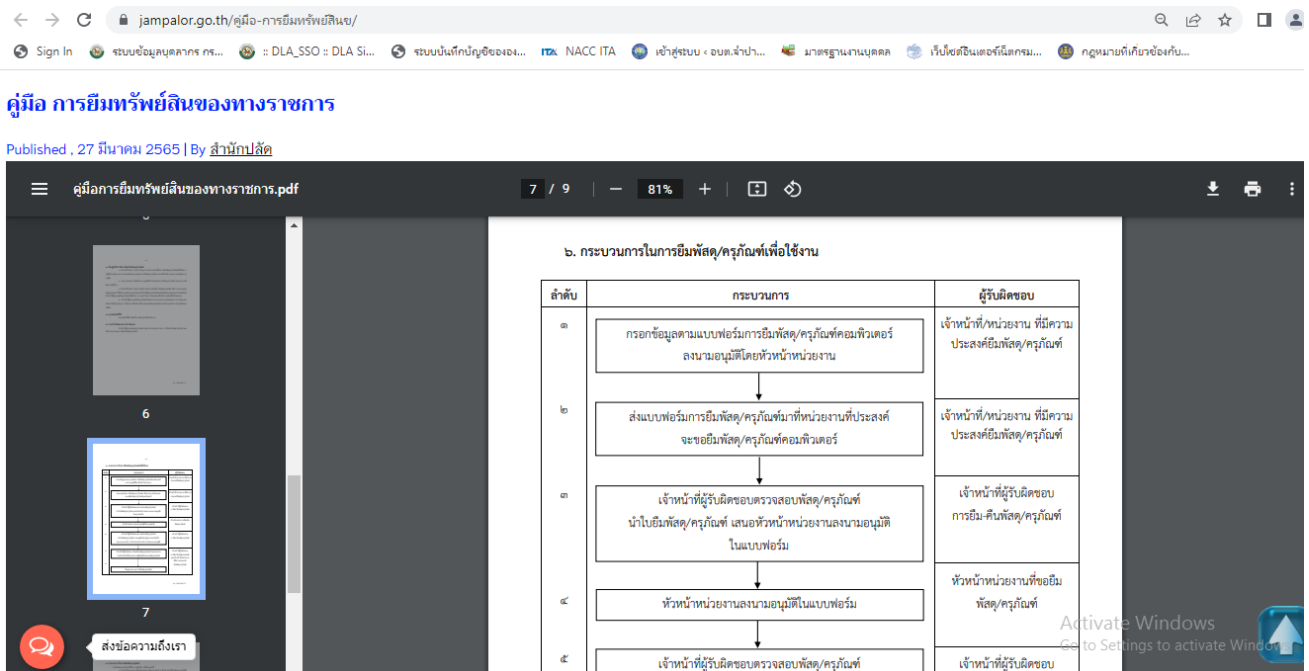 jampalor.go.th/คู่มือ-การยืมทรัพย์สินข/
Sign In ระบบข้อมูลบุคลากร กร... :: DLA_SSO :: DLA Si... ระบบบันทึกบัญชีขององ... ITA NACC ITA เข้าสู่ระบบ ‹ อบต.จำปา... มาตรฐานงานบุคคล เว็บไซต์อินเตอร์เน็ตกรม... กฎหมายที่เกี่ยวข้องกับ...
คู่มือ การยืมทรัพย์สินของทางราชการ
Published , 27 มีนาคม 2565 | By สำนักปลัด
คู่มือการยืมทรัพย์สินของทางราชการ.pdf 7 / 9 81%
๖. กระบวนการในการยืมพัสดุ/ครุภัณฑ์เพื่อใช้งาน
ลำดับ กระบวนการ ผู้รับผิดชอบ
๑ กรอกข้อมูลตามแบบฟอร์มการยืมพัสดุ/ครุภัณฑ์คอมพิวเตอร์ เจ้าหน้าที่/หน่วยงาน ที่มีความ
ลงนามอนุมัติโดยหัวหน้าหน่วยงาน ประสงค์ยืมพัสดุ/ครุภัณฑ์
๒ ส่งแบบฟอร์มการยืมพัสดุ/ครุภัณฑ์มาที่หน่วยงานที่ประสงค์ เจ้าหน้าที่/หน่วยงาน ที่มีความ
จะขอยืมพัสดุ/ครุภัณฑ์คอมพิวเตอร์ ประสงค์ยืมพัสดุ/ครุภัณฑ์
6
๓ เจ้าหน้าที่ผู้รับผิดชอบตรวจสอบพัสดุ/ครุภัณฑ์ เจ้าหน้าที่ผู้รับผิดชอบ
นำใบยืมพัสดุ/ครุภัณฑ์ เสนอหัวหน้าหน่วยงานลงนามอนุมัติ การยืม-คืนพัสดุ/ครุภัณฑ์
ในแบบฟอร์ม
๔ หัวหน้าหน่วยงานลงนามอนุมัติในแบบฟอร์ม หัวหน้าหน่วยงานที่ขอยืม
พัสดุ/ครุภัณฑ์
7
๕ เจ้าหน้าที่ผู้รับผิดชอบตรวจสอบพัสดุ/ครุภัณฑ์ เจ้าหน้าที่ผู้รับผิดชอบ
ส่งข้อความถึงเรา
Activate Windows
Go to Settings to activate Windows